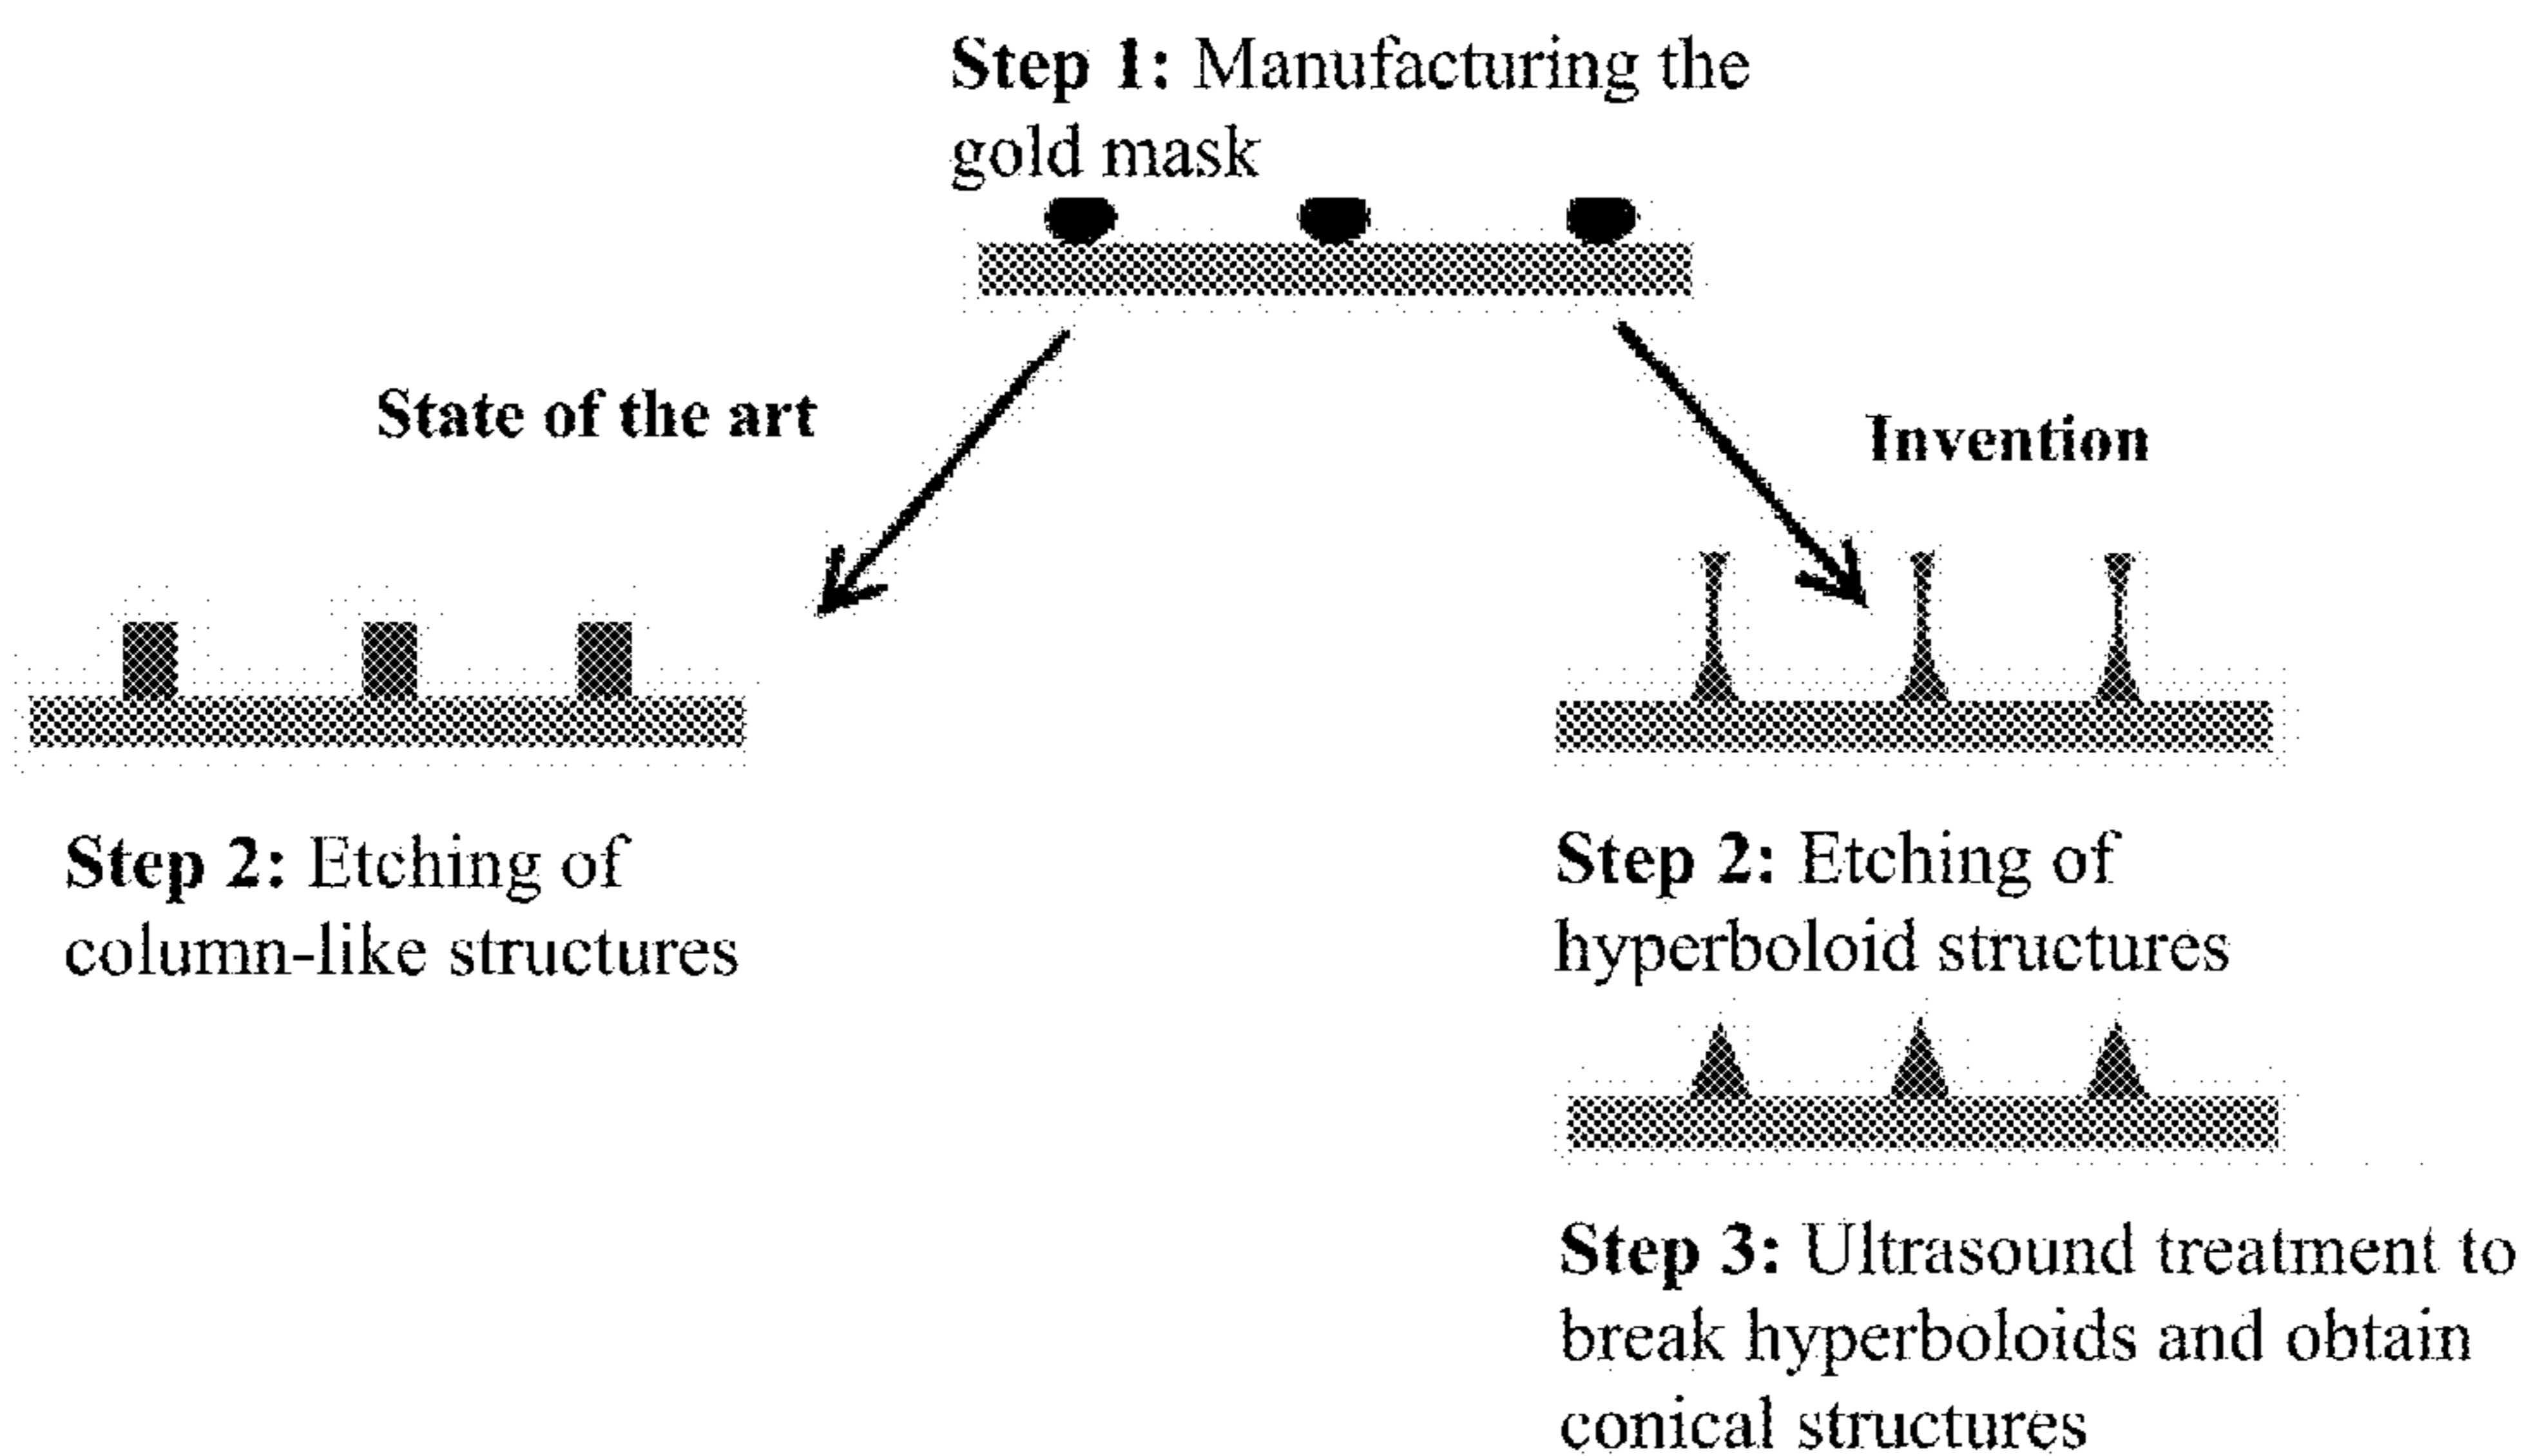 Step 1: Manufacturing the
gold mask
State of the art
Invention
Step 2: Etching of
column-like structures
Step 2: Etching of
hyperboloid structures
Step 3: Ultrasound treatment to
break hyperboloids and obtain
conical structures